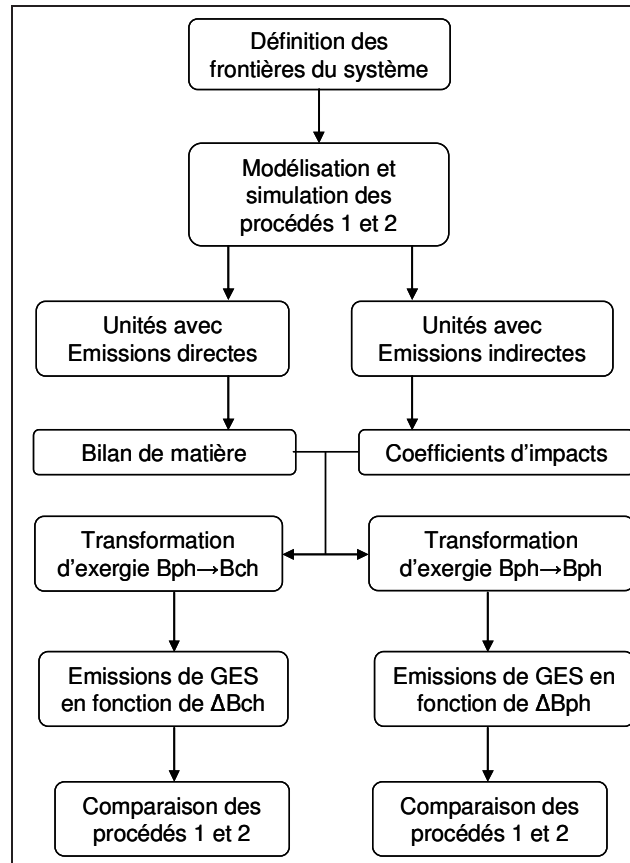 Définition des
frontières du système
Modélisation et
simulation des
procédés 1 et 2
Unités avec
Emissions directes
Unités avec
Emissions indirectes
Bilan de matière
Coefficients d'impacts
Transformation
d'exergie Bph→Bch
Transformation
d'exergie Bph→Bph
Emissions de GES
en fonction de ΔBch
Emissions de GES en
fonction de ΔBph
Comparaison des
procédés 1 et 2
Comparaison des
procédés 1 et 2